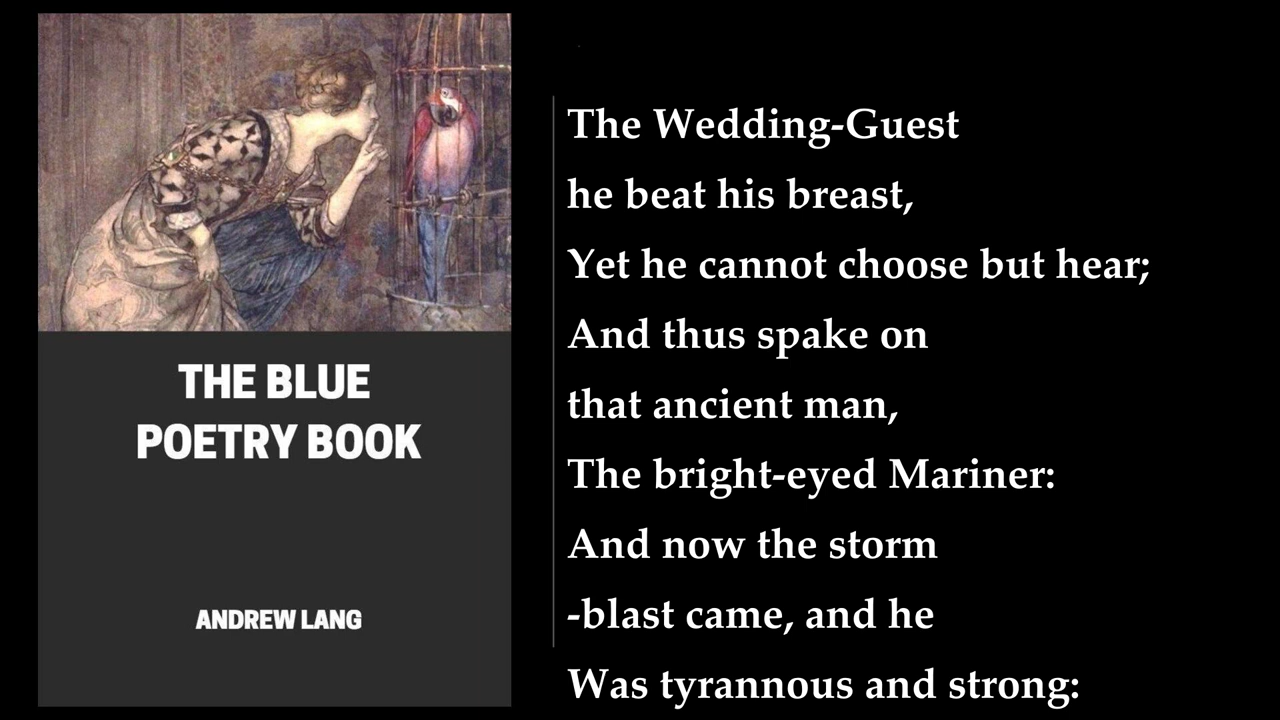 THE BLUE
POETRY BOOK
ANDREW LANG
The Wedding-Guest
he beat his breast,
Yet he cannot choose but hear;
And thus spake on
that ancient man,
The bright-eyed Mariner:
And now the storm
-blast came, and he
Was tyrannous and strong: